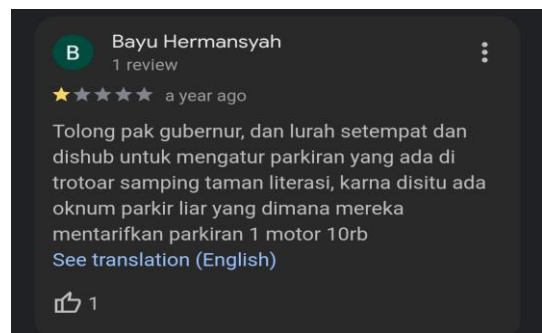 B
Bayu Hermansyah
1 review
a year ago
Tolong pak gubernur, dan lurah setempat dan
dishub untuk mengatur parkiran yang ada di
trotoar samping taman literasi, karna disitu ada
oknum parkir liar yang dimana mereka
mentarifkan parkiran 1 motor 10rb
See translation (English)
1